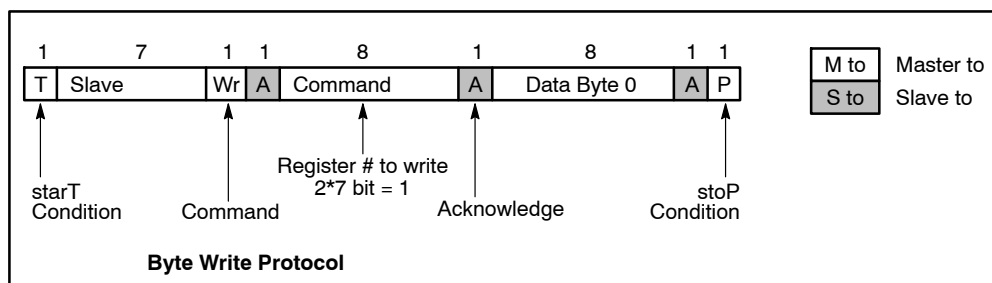 1 7 1 1 8 1 8 1 1
T Slave Wr A Command A Data Byte 0 A P
M to Master to
S to Slave to
Register # to write
2*7 bit = 1
starT
Condition
Command
Acknowledge
stoP
Condition
Byte Write Protocol